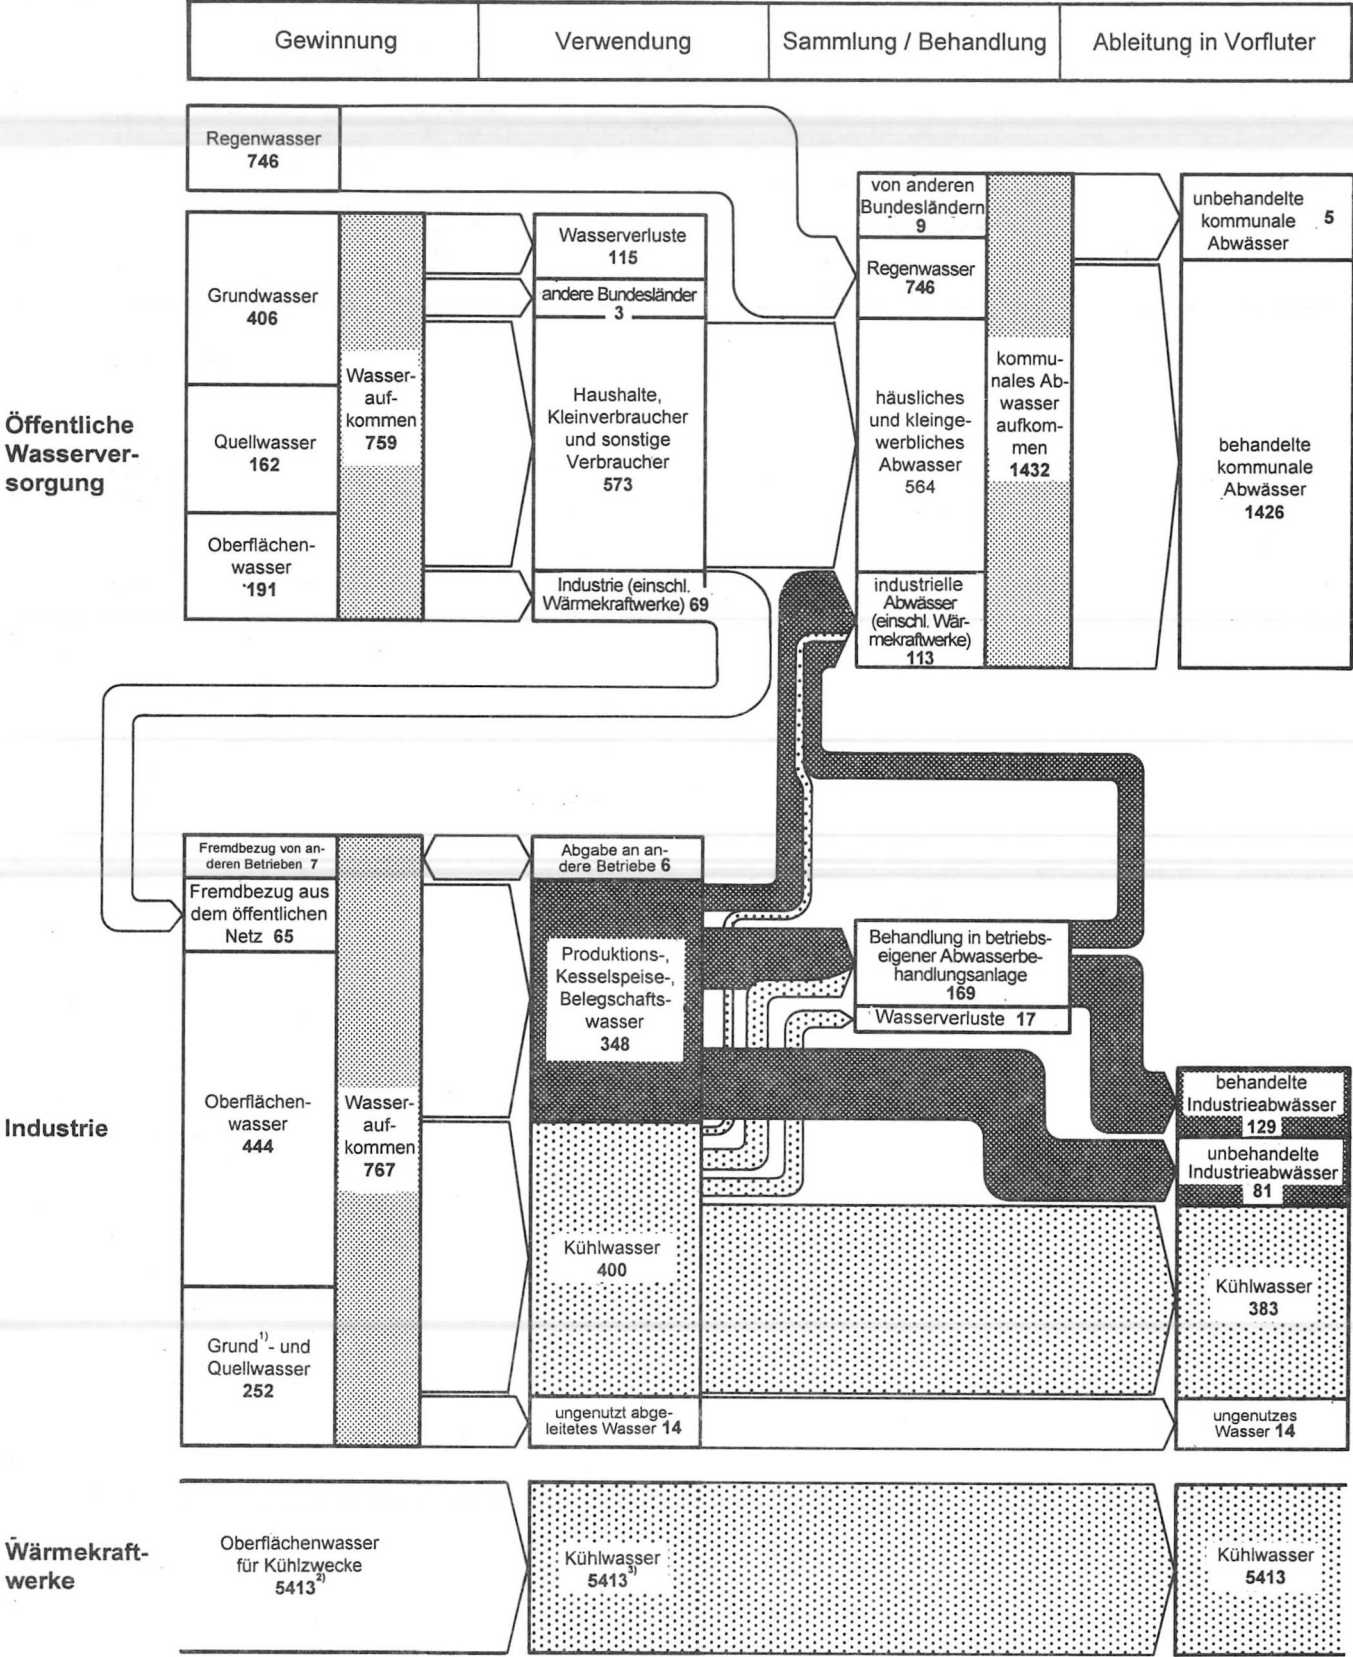 Gewinnung
Verwendung
Sammlung / Behandlung
Ableitung in Vorfluter
Öffentliche
Wasserver-
sorgung
Regenwasser
746
Grundwasser
406
Quellwasser
162
Oberflächen-
wasser
191
Wasser-
auf-
kommen
759
Wasserverluste
115
andere Bundesländer
3
Haushalte,
Kleinverbraucher
und sonstige
Verbraucher
573
Industrie (einschl.
Wärmekraftwerke) 69
von anderen
Bundesländern
9
Regenwasser
746
häusliches
und kleinge-
werbliches
Abwasser
564
industrielle
Abwässer
(einschl. Wär-
mekraftwerke)
113
kommu-
nales Ab-
wasser
aufkom-
men
1432
unbehandelte
kommunale 5
Abwässer
behandelte
kommunale
Abwässer
1426
Industrie
Fremdbezug von an-
deren Betrieben 7
Fremdbezug aus
dem öffentlichen
Netz 65
Oberflächen-
wasser
444
Grund1)- und
Quellwasser
252
Wasser-
auf-
kommen
767
Abgabe an an-
dere Betriebe 6
Produktions-,
Kesselspeise-,
Belegschafts-
wasser
348
Kühlwasser
400
ungenutzt abge-
leitetes Wasser 14
Behandlung in betriebs-
eigener Abwasserbe-
handlungsanlage
169
Wasserverluste 17
behandelte
Industrieabwässer
129
unbehandelte
Industrieabwässer
81
Kühlwasser
383
ungenutzes
Wasser 14
Wärmekraft-
werke
Oberflächenwasser
für Kühlzwecke
5413 2)
Kühlwasser
5413 3)
Kühlwasser
5413